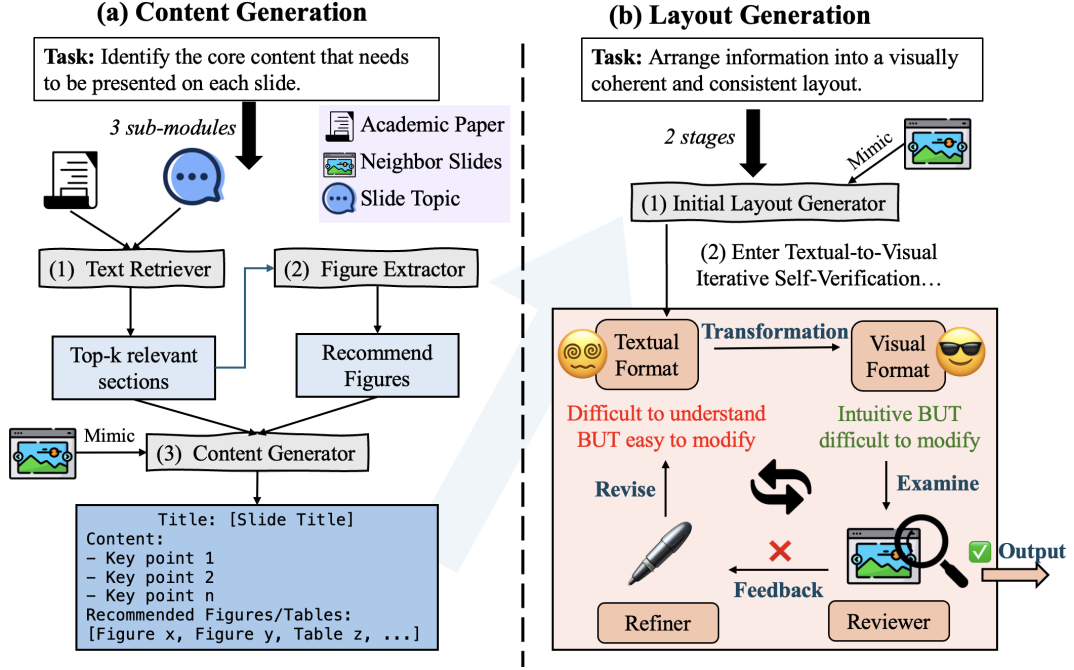 (a) Content Generation
Task: Identify the core content that needs
to be presented on each slide.
3 sub-modules
Academic Paper
Neighbor Slides
Slide Topic
(1) Text Retriever
(2) Figure Extractor
Top-k relevant
sections
Recommend
Figures
Mimic
(3) Content Generator
Title: [Slide Title]
Content:
- Key point 1
- Key point 2
- Key point n
Recommended Figures/Tables:
[Figure x, Figure y, Table z, ...]
(b) Layout Generation
Task: Arrange information into a visually
coherent and consistent layout.
2 stages
Mimic
(1) Initial Layout Generator
(2) Enter Textual-to-Visual
Iterative Self-Verification…
Textual
Format
Transformation
Visual
Format
Difficult to understand
BUT easy to modify
Intuitive BUT
difficult to modify
Revise
Examine
Feedback
Output
Refiner
Reviewer